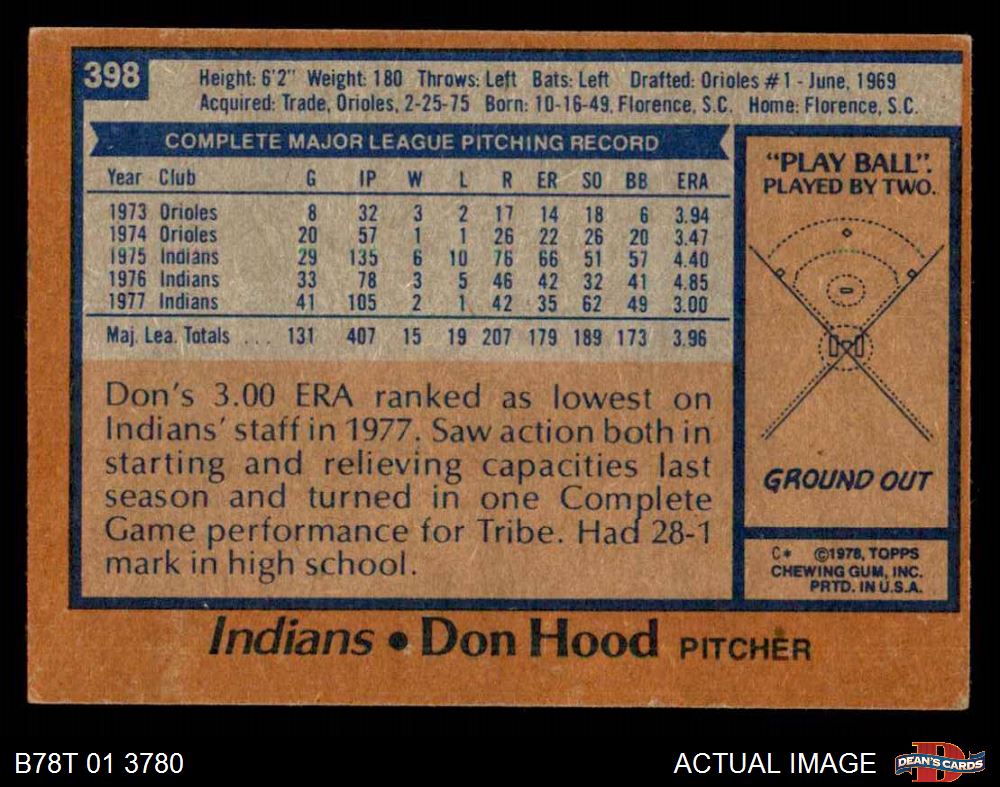 398
Height: 6'2" Weight: 180 Throws: Left Bats: Left Drafted: Orioles #1 - June, 1969
Acquired: Trade, Orioles, 2-25-75 Born: 10-16-49, Florence, S.C. Home: Florence, S.C.
COMPLETE MAJOR LEAGUE PITCHING RECORD
Year Club G IP W L R ER SO BB ERA
1973 Orioles 8 32 3 2 17 14 18 6 3.94
1974 Orioles 20 57 1 1 26 22 26 20 3.47
1975 Indians 29 135 6 10 76 66 51 57 4.40
1976 Indians 33 78 3 5 46 42 32 41 4.85
1977 Indians 41 105 2 1 42 35 62 49 3.00
Maj. Lea. Totals ... 131 407 15 19 207 179 189 173 3.96
Don's 3.00 ERA ranked as lowest on
Indians' staff in 1977. Saw action both in
starting and relieving capacities last
season and turned in one Complete
Game performance for Tribe. Had 28-1
mark in high school.
"PLAY BALL".
PLAYED BY TWO.
GROUND OUT
C* ©1978, TOPPS
CHEWING GUM, INC.
PRTD. IN U.S.A.
Indians • Don Hood PITCHER
B78T 01 3780
ACTUAL IMAGE
DEAN'S CARDS